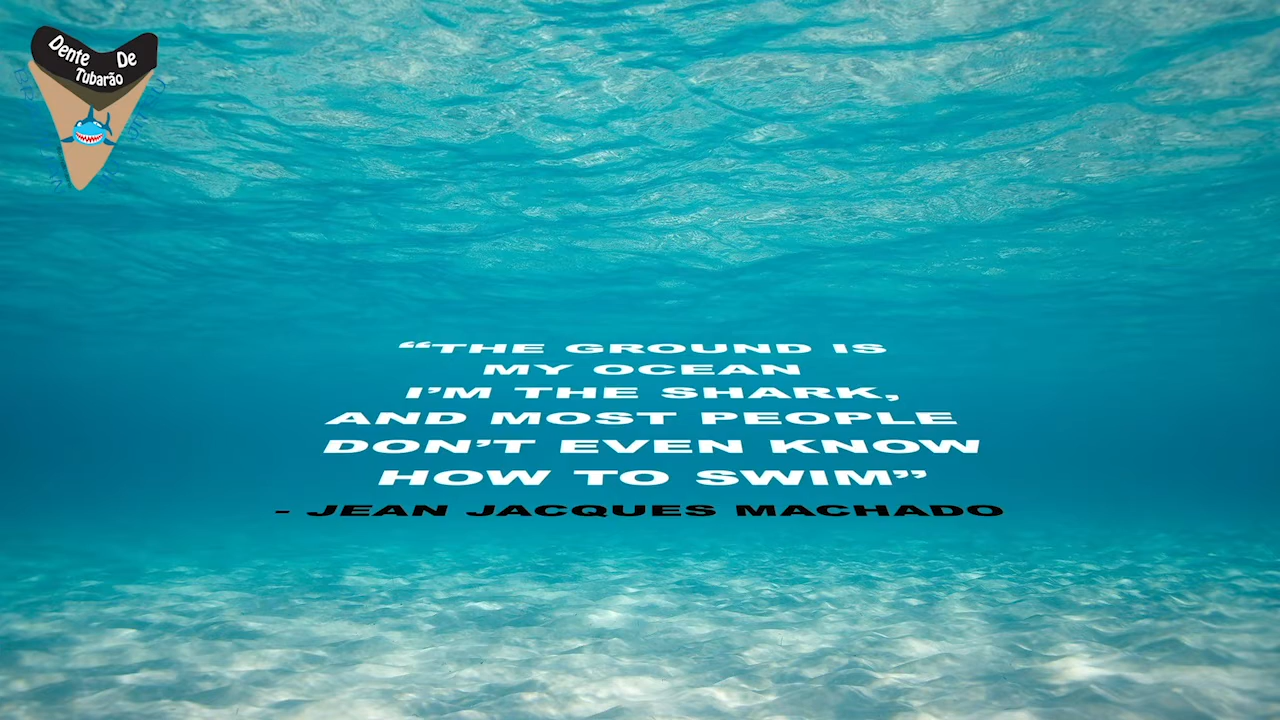 Dente De
Tubarão
“THE GROUND IS
MY OCEAN
I’M THE SHARK,
AND MOST PEOPLE
DON’T EVEN KNOW
HOW TO SWIM”
- JEAN JACQUES MACHADO